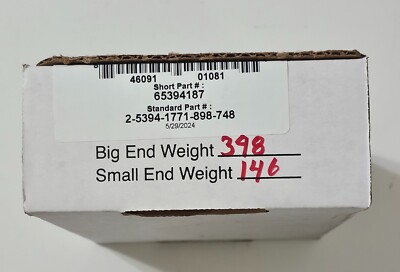 46091 01081
Short Part # :
65394187
Standard Part # :
2-5394-1771-898-748
5/29/2024
Big End Weight 398
Small End Weight 146